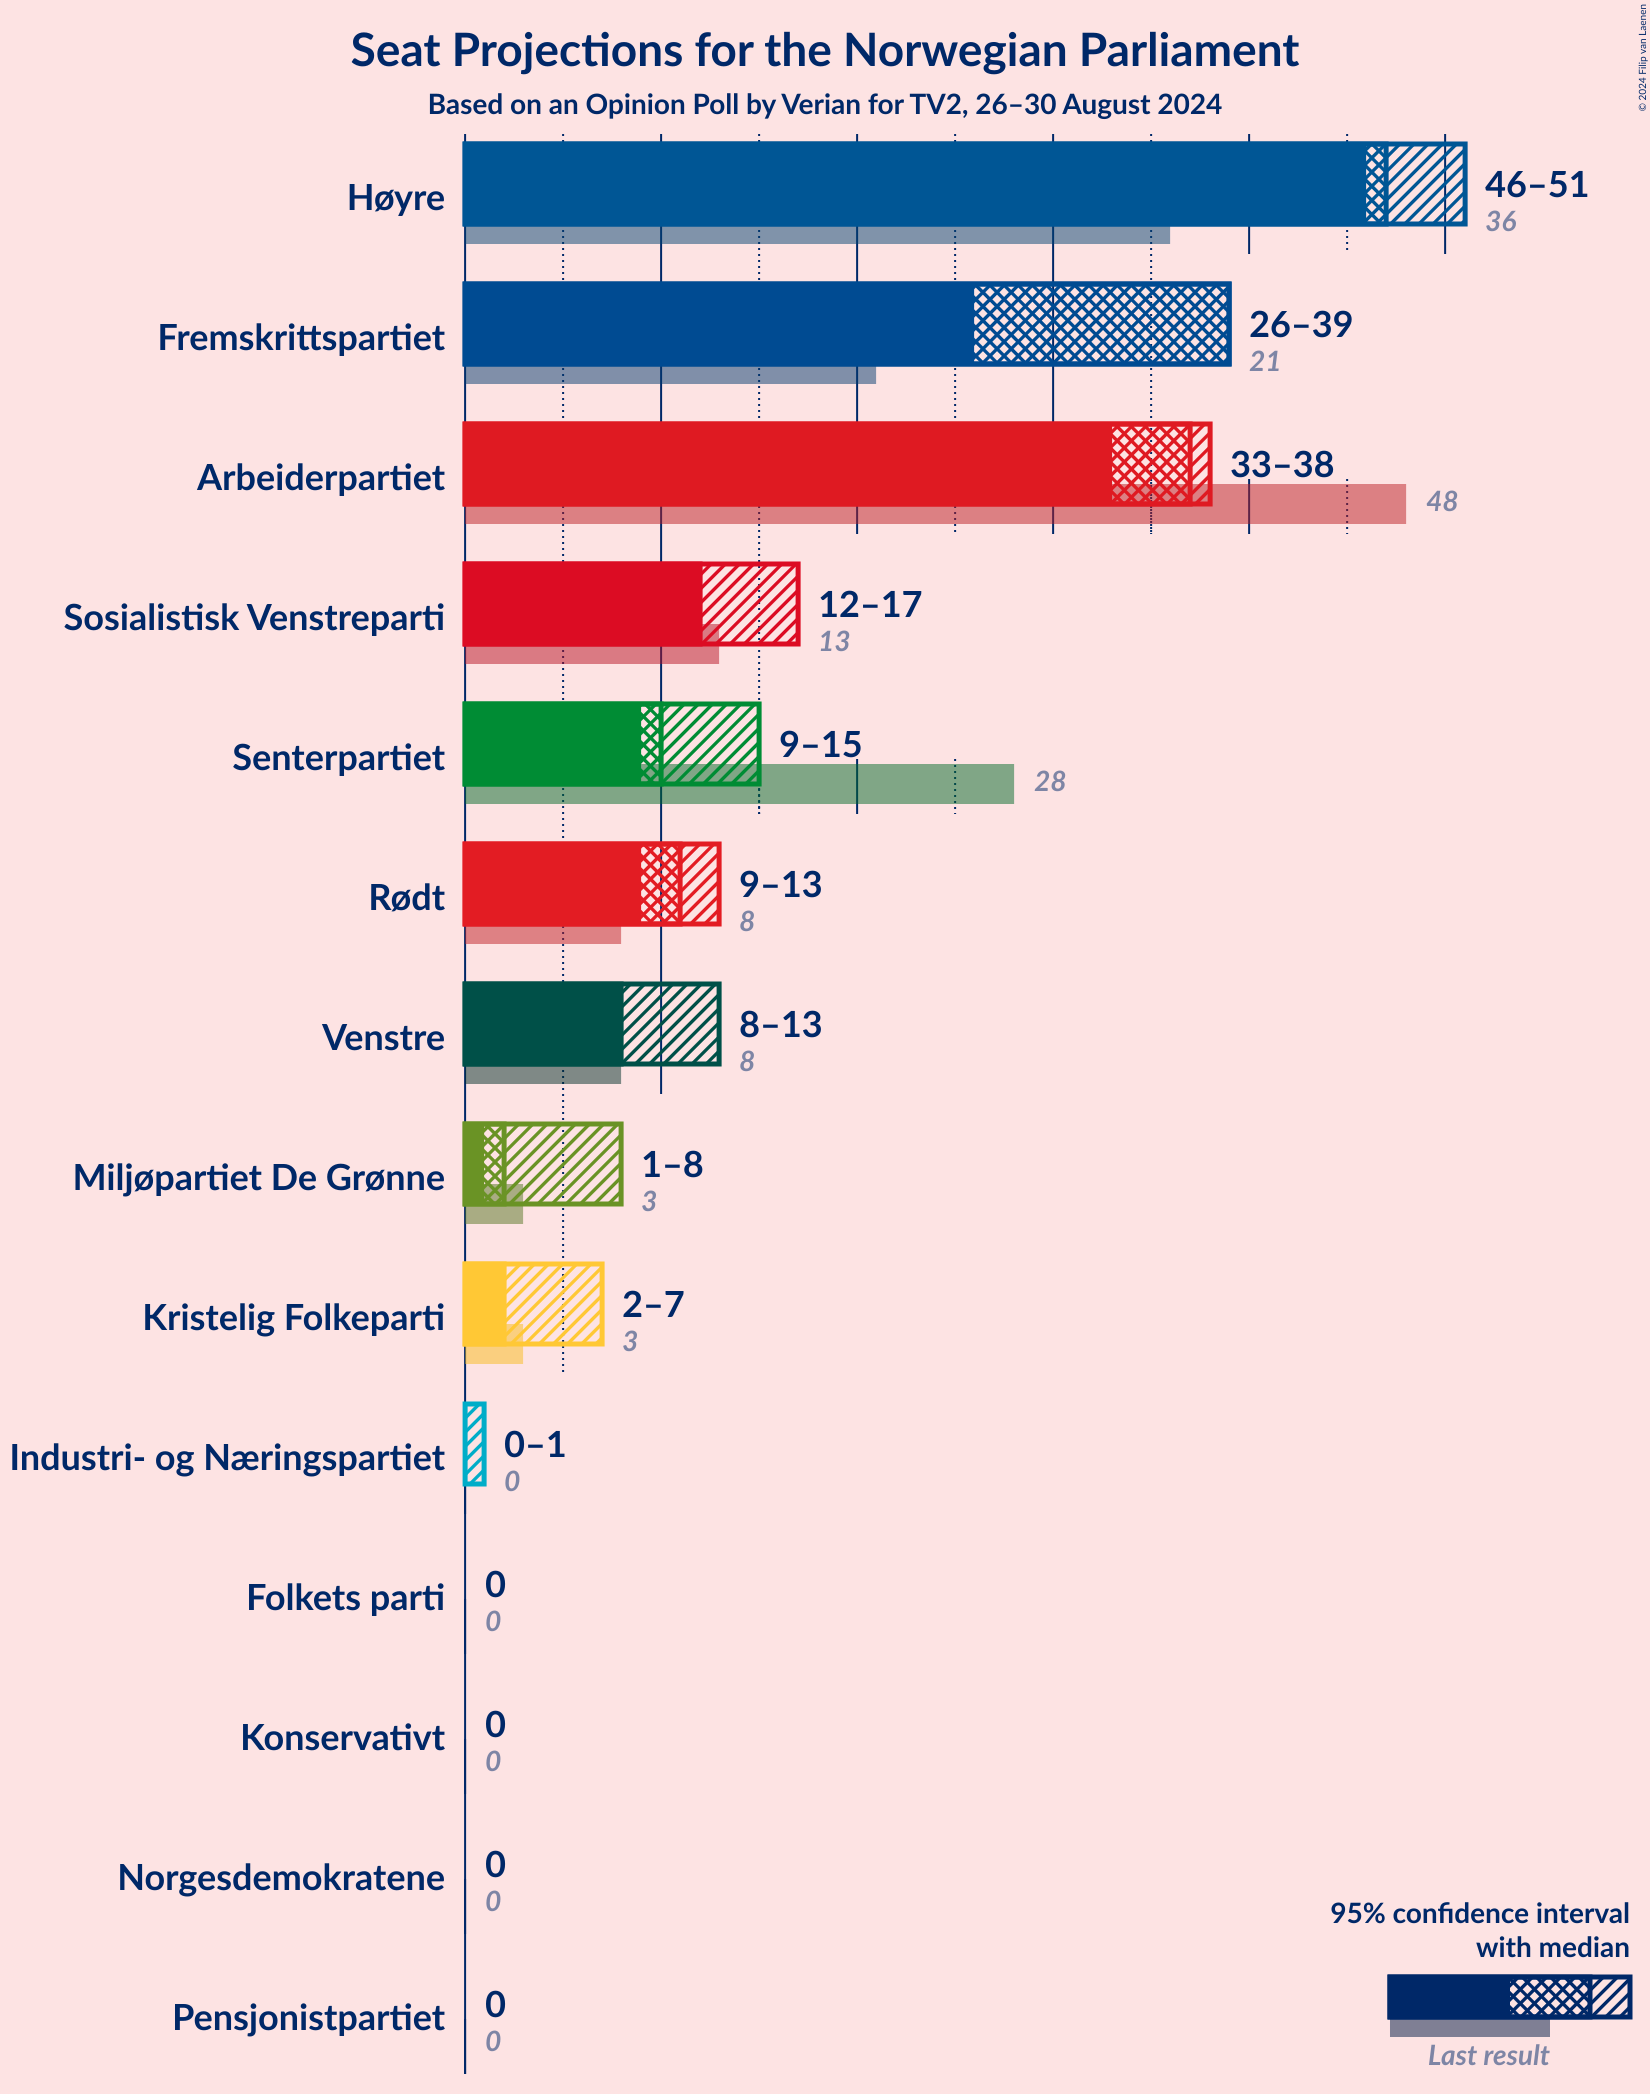 Seat Projections for the Norwegian Parliament
Based on an Opinion Poll by Verian for TV2, 26–30 August 2024
© 2024 Filip van Laenen
Høyre
46–51
36
Fremskrittspartiet
26–39
21
Arbeiderpartiet
33–38
48
Sosialistisk Venstreparti
12–17
13
Senterpartiet
9–15
28
Rødt
9–13
8
Venstre
8–13
8
Miljøpartiet De Grønne
1–8
3
Kristelig Folkeparti
2–7
3
Industri- og Næringspartiet
0–1
0
Folkets parti
0
0
Konservativt
0
0
Norgesdemokratene
0
0
Pensjonistpartiet
0
0
95% confidence interval
with median
Last result